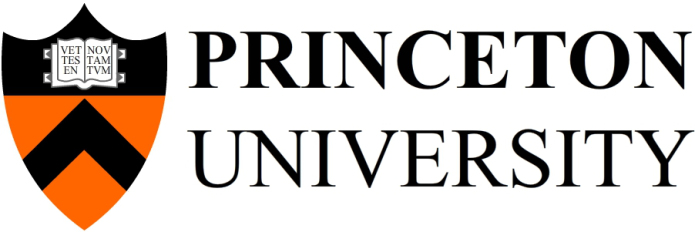 VET NOV
TES TAM
EN TVM
PRINCETON
UNIVERSITY